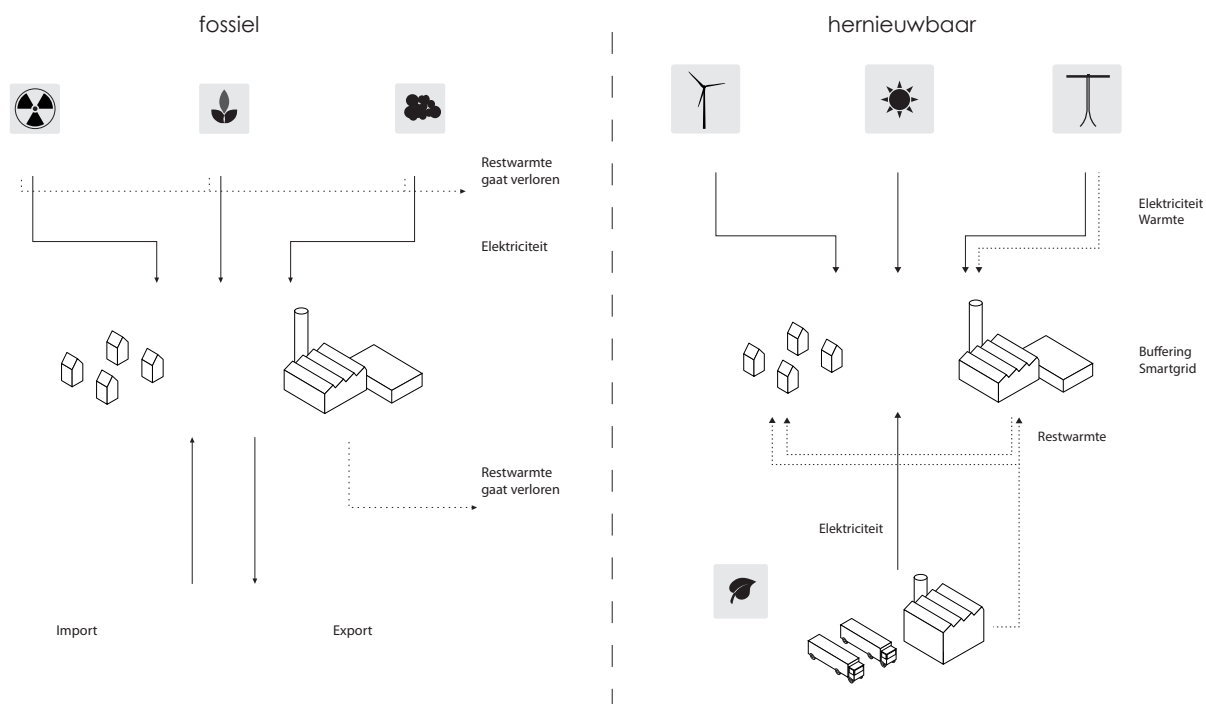 fossiel
Restwarmte
gaat verloren
Elektriciteit
Restwarmte
gaat verloren
Import
Export
hernieuwbaar
Elektriciteit
Warmte
Buffering
Smartgrid
Restwarmte
Elektriciteit